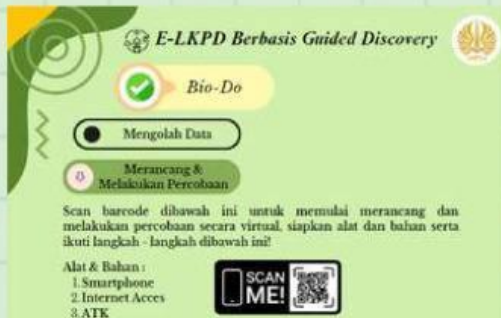 E-LKPD Berbasis Guided Discovery
Bio-Do
Mengolah Data
Merancang &
Melakukan Percobaan
Scan barcode dibawah ini untuk memulai merancang dan
melakukan percobaan secara virtual, siapkan alat dan bahan serta
ikuti langkah - langkah dibawah ini!
Alat & Bahan :
1. Smartphone
2. Internet Acces
3. ATK
SCAN
ME!